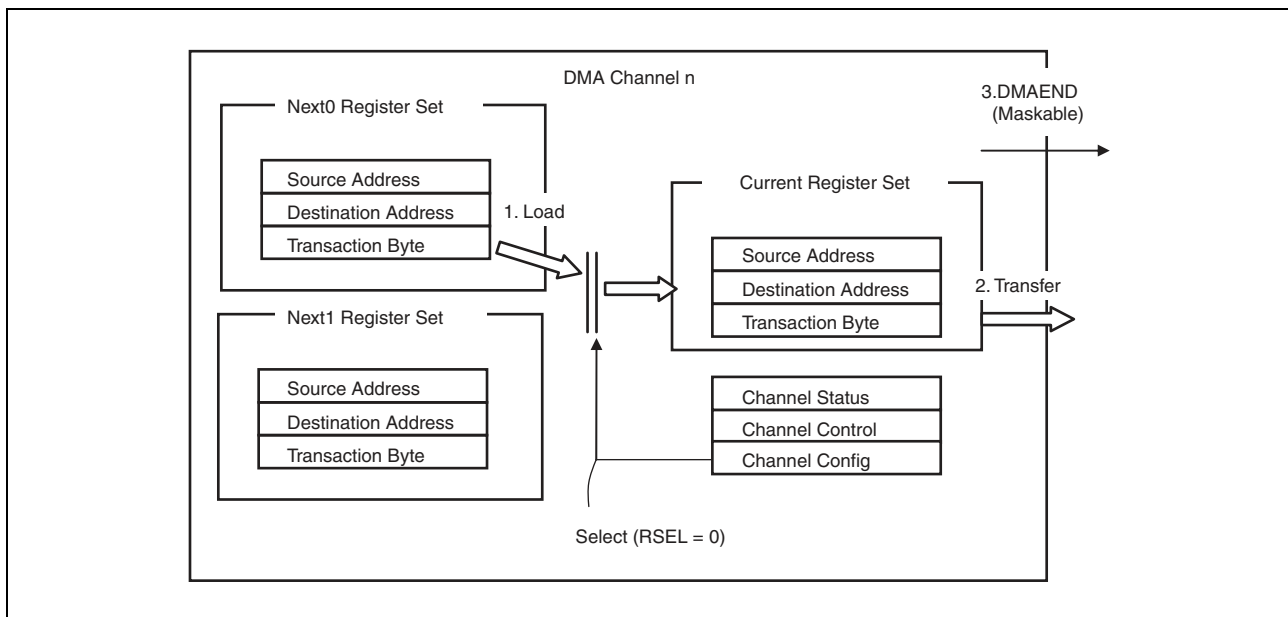 DMA Channel n
3.DMAEND
(Maskable)
Next0 Register Set
Source Address
Destination Address
Transaction Byte
1. Load
Current Register Set
Source Address
Destination Address
Transaction Byte
2. Transfer
Next1 Register Set
Source Address
Destination Address
Transaction Byte
Channel Status
Channel Control
Channel Config
Select (RSEL = 0)